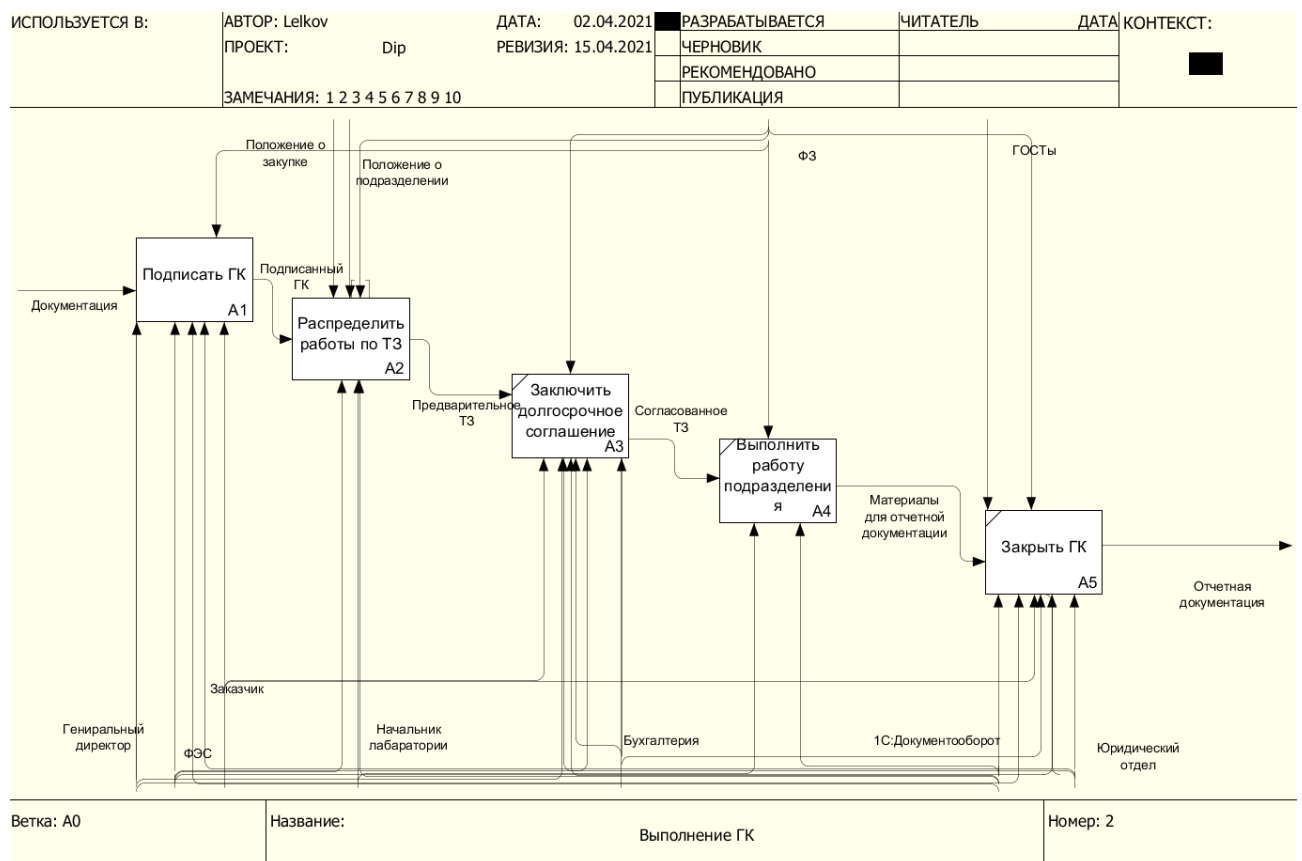 ИСПОЛЬЗУЕТСЯ В:
АВТОР: Lelkov
ДАТА: 02.04.2021
РАЗРАБАТЫВАЕТСЯ
ЧИТАТЕЛЬ
ДАТА
КОНТЕКСТ:
ПРОЕКТ: Dip
РЕВИЗИЯ: 15.04.2021
ЧЕРНОВИК
РЕКОМЕНДОВАНО
ЗАМЕЧАНИЯ: 1 2 3 4 5 6 7 8 9 10
ПУБЛИКАЦИЯ
Положение о
закупке
Положение о
подразделении
ФЗ
ГОСТы
Документация
Подписать ГК
A1
Подписанный
ГК
Распределить
работы по ТЗ
A2
Предварительное
ТЗ
Заключить
долгосрочное
соглашение
A3
Согласованное
ТЗ
Выполнить
работу
подразделени
я
A4
Материалы
для отчетной
документации
Закрыть ГК
A5
Отчетная
документация
Заказчик
Гениральный
директор
ФЭС
Начальник
лабаратории
Бухгалтерия
1С:Документооборот
Юридический
отдел
Ветка: A0
Название:
Выполнение ГК
Номер: 2